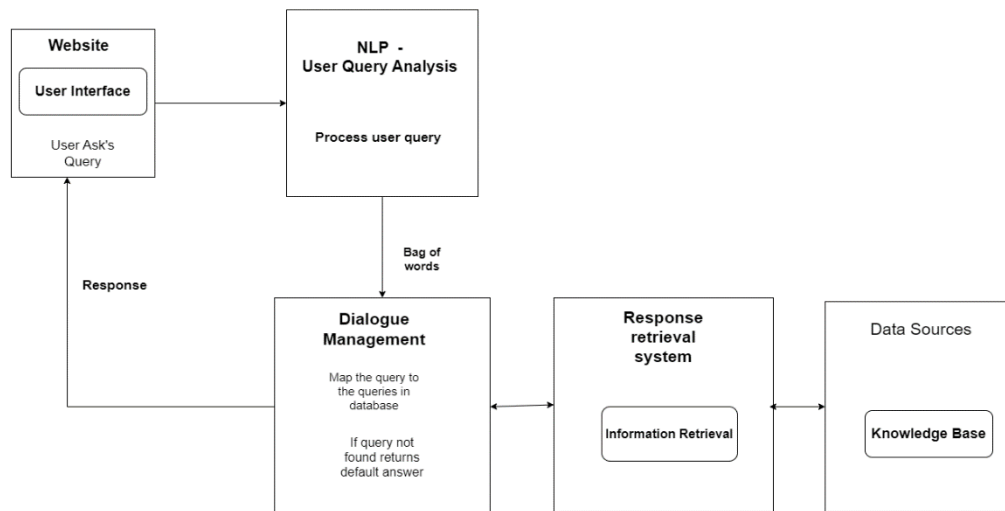 Website
User Interface
User Ask's
Query
NLP -
User Query Analysis
Process user query
Bag of
words
Response
Dialogue
Management
Map the query to
the queries in
database
If query not
found returns
default answer
Response
retrieval
system
Information Retrieval
Data Sources
Knowledge Base